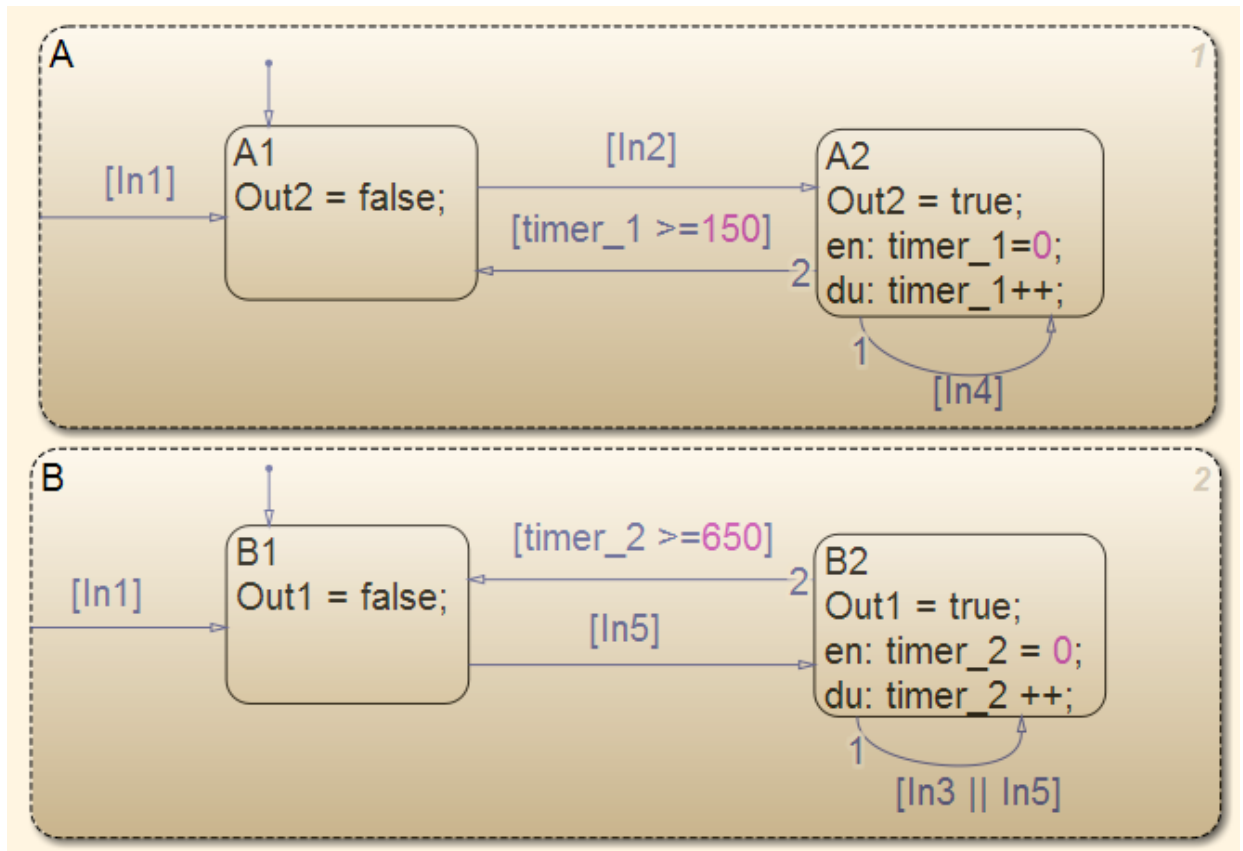 A
1
A1
Out2 = false;
[In1]
[In2]
[timer_1 >=150]
2
A2
Out2 = true;
en: timer_1=0;
du: timer_1++;
1
[In4]
B
2
B1
Out1 = false;
[In1]
[timer_2 >=650]
2
[In5]
B2
Out1 = true;
en: timer_2 = 0;
du: timer_2 ++;
1
[In3 || In5]